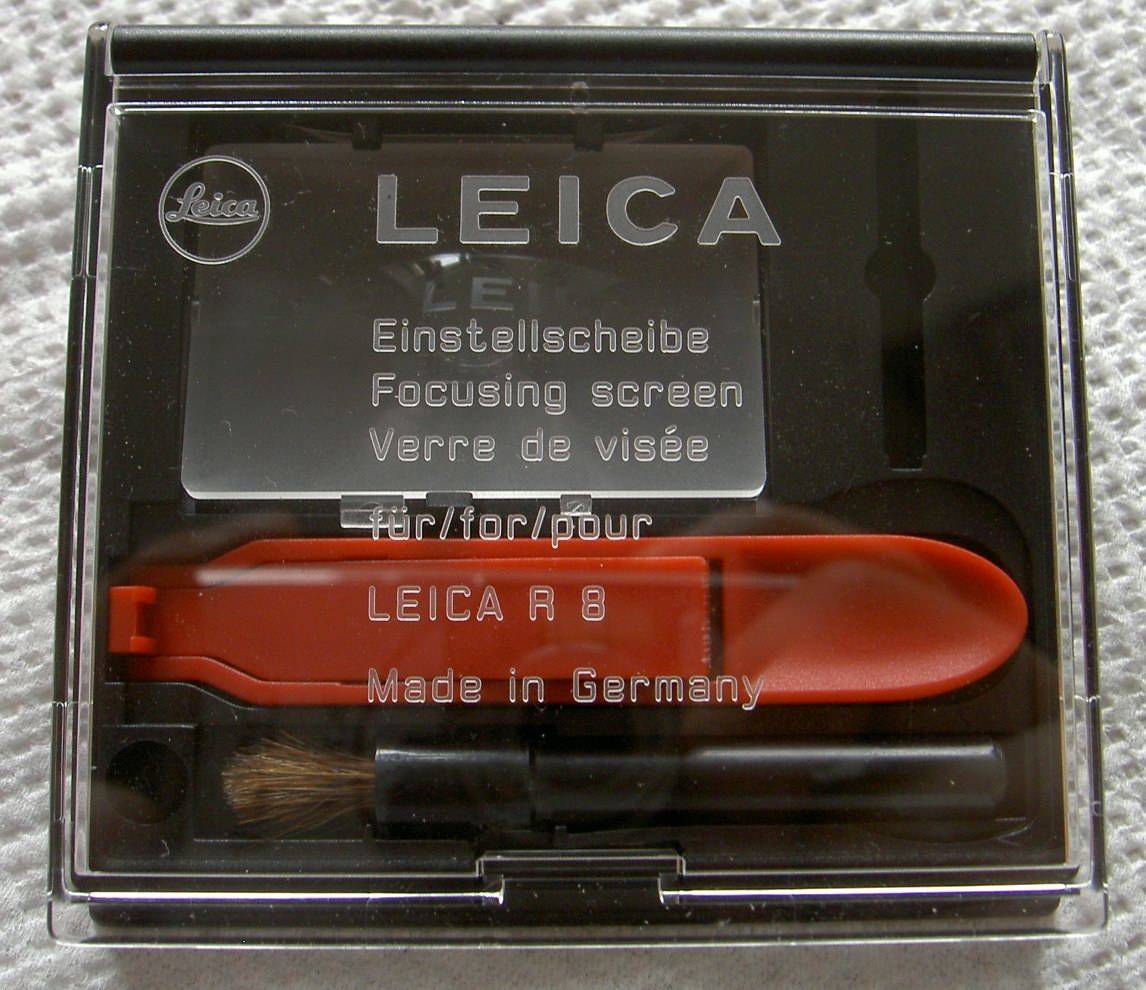 Leica
LEICA
Einstellscheibe
Focusing screen
Verre de visée
für/for/pour
LEICA R 8
Made in Germany